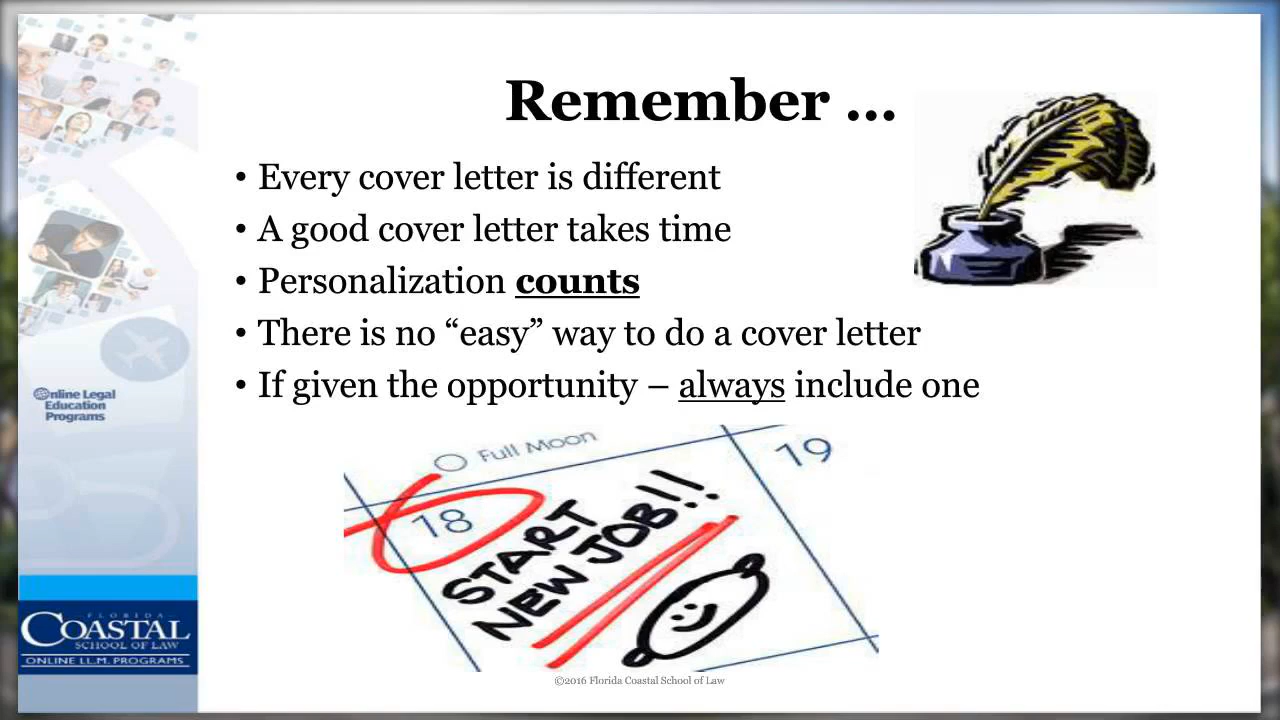 Remember ...
• Every cover letter is different
• A good cover letter takes time
• Personalization counts
• There is no “easy” way to do a cover letter
• If given the opportunity – always include one
Online Legal
Education
Programs
Full Moon
18
19
START
NEW JOB!!
FLORIDA
COASTAL
SCHOOL OF LAW
ONLINE LL.M. PROGRAMS
©2016 Florida Coastal School of Law